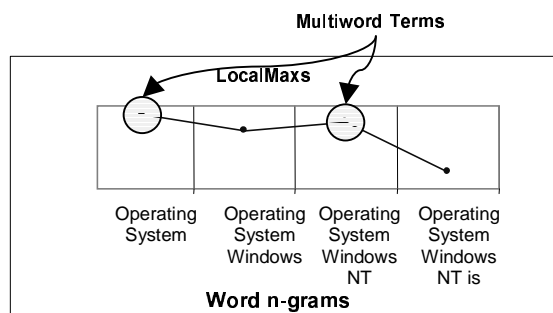 Multiword Terms
LocalMaxs
Operating
System
Operating
System
Windows
Operating
System
Windows
NT
Operating
System
Windows
NT is
Word n-grams